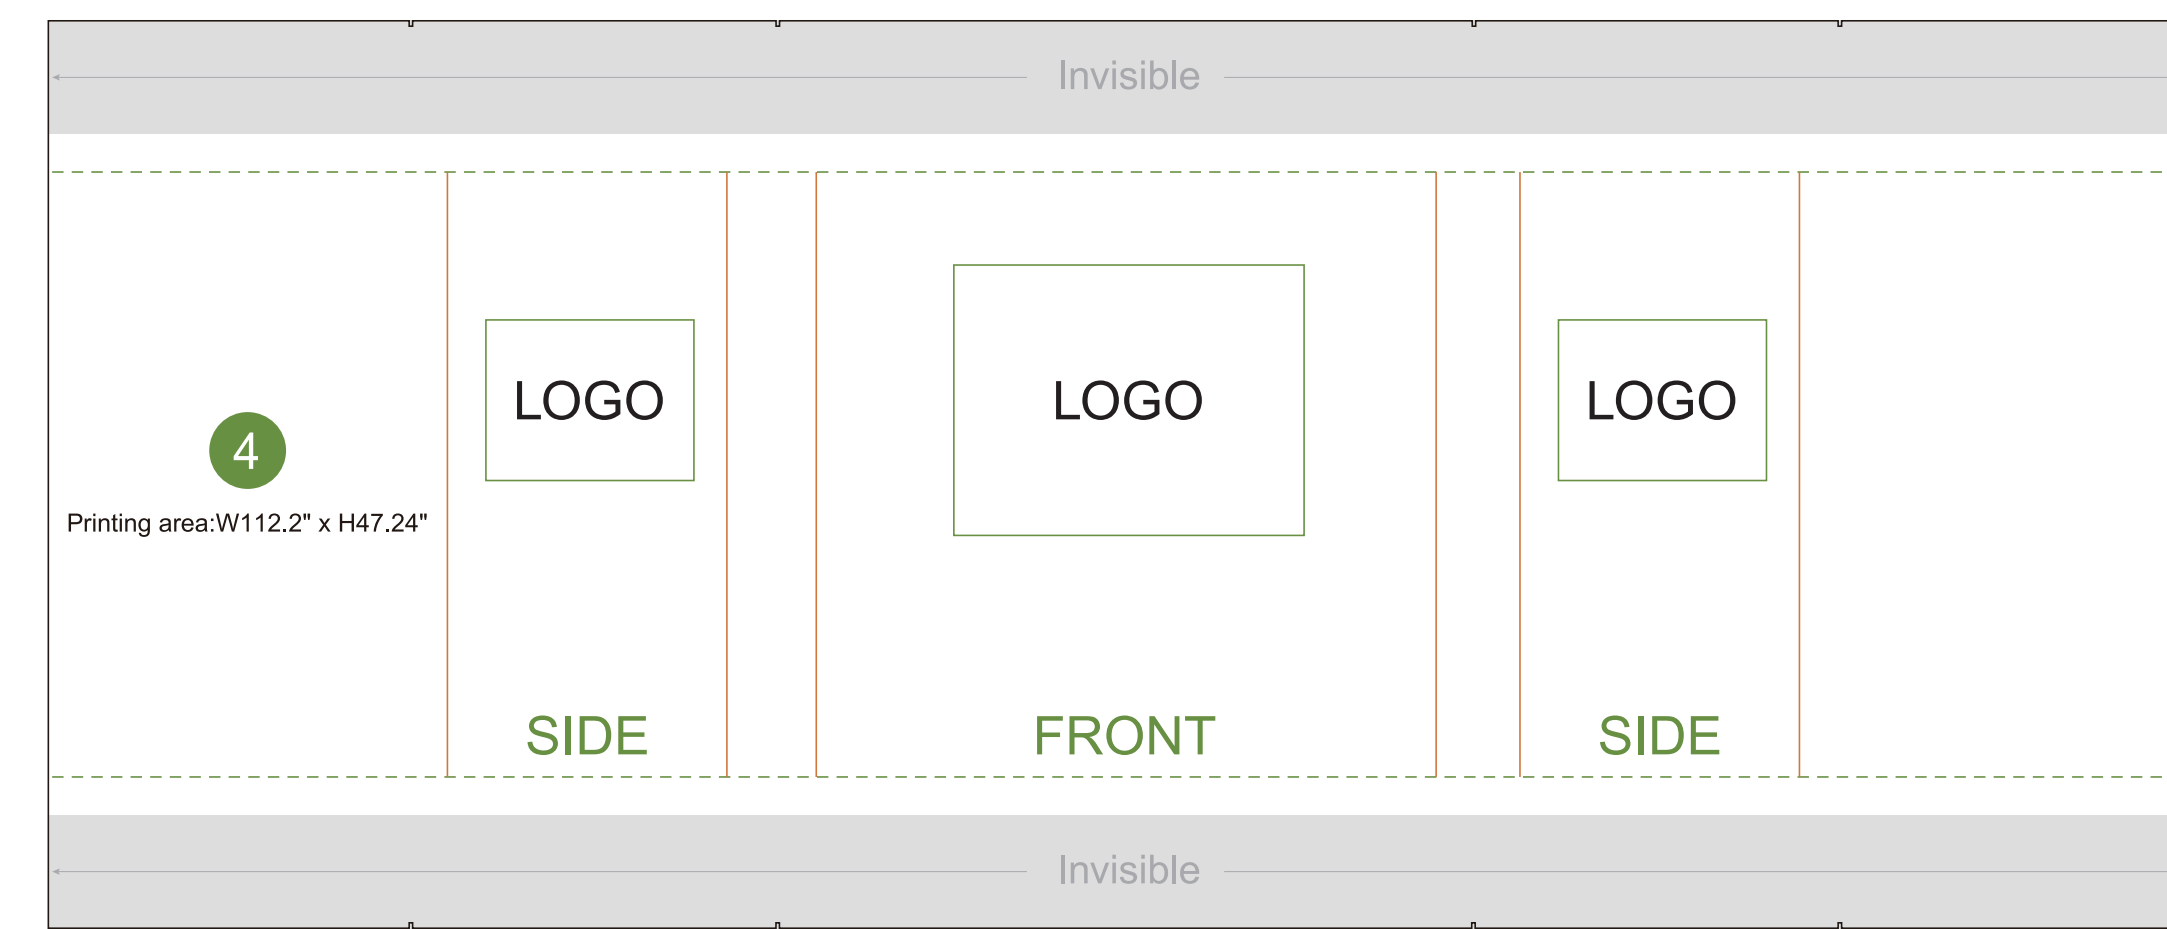 Invisible
LOGO
LOGO
LOGO
4
Printing area:W112.2" x H47.24"
SIDE
FRONT
SIDE
Invisible